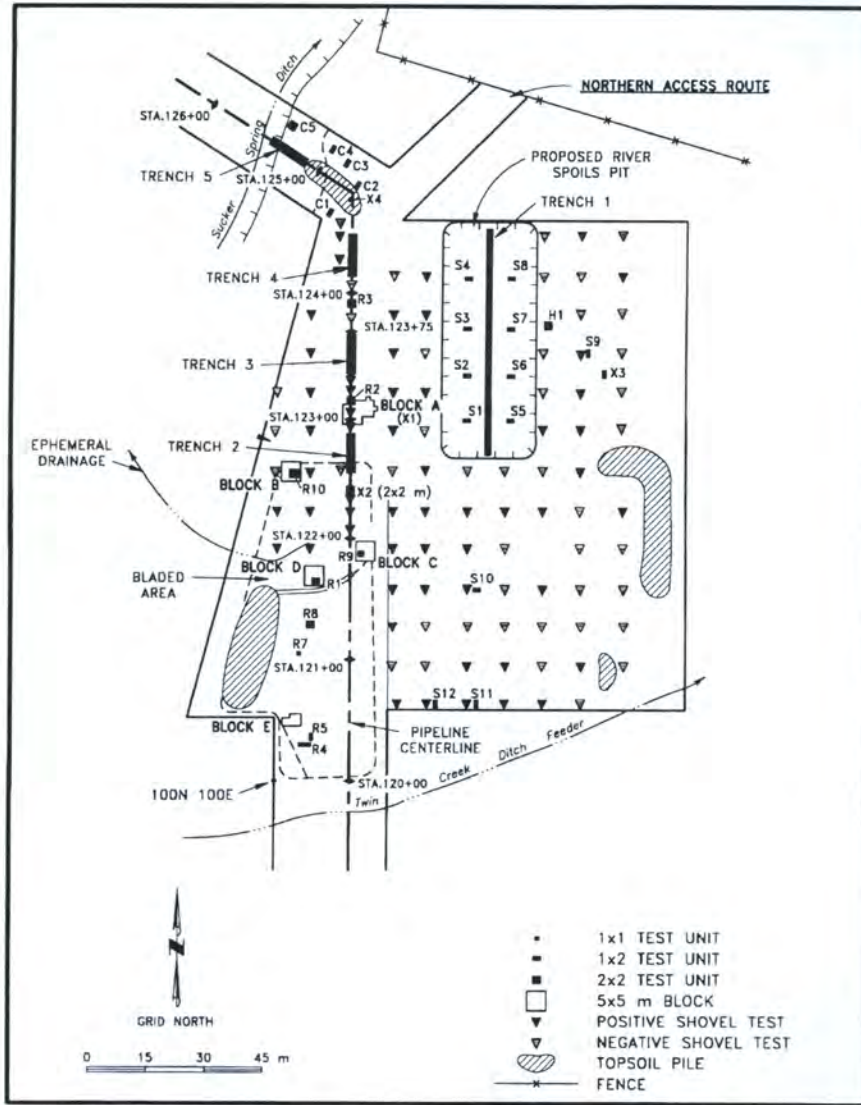 NORTHERN ACCESS ROUTE
Ditch
Spring
Sucker
STA.126+00
C5
C4
C3
TRENCH 5
STA.125+00
C2
X4
C1
PROPOSED RIVER
SPOILS PIT
TRENCH 1
TRENCH 4
S4
S8
STA.124+00
R3
STA.123+75
S3
S7
H1
S9
TRENCH 3
S2
S6
X3
R2
BLOCK A
(X1)
STA.123+00
S1
S5
TRENCH 2
EPHEMERAL
DRAINAGE
BLOCK B
R10
X2 (2x2 m)
STA.122+00
R9
BLOCK C
BLOCK D
R1
BLADED
AREA
S10
R8
R7
STA.121+00
S12
S11
BLOCK E
R5
R4
PIPELINE
CENTERLINE
100N 100E
STA.120+00
Twin Creek Ditch Feeder
N
GRID NORTH
0 15 30 45 m
1x1 TEST UNIT
1x2 TEST UNIT
2x2 TEST UNIT
5x5 m BLOCK
POSITIVE SHOVEL TEST
NEGATIVE SHOVEL TEST
TOPSOIL PILE
FENCE